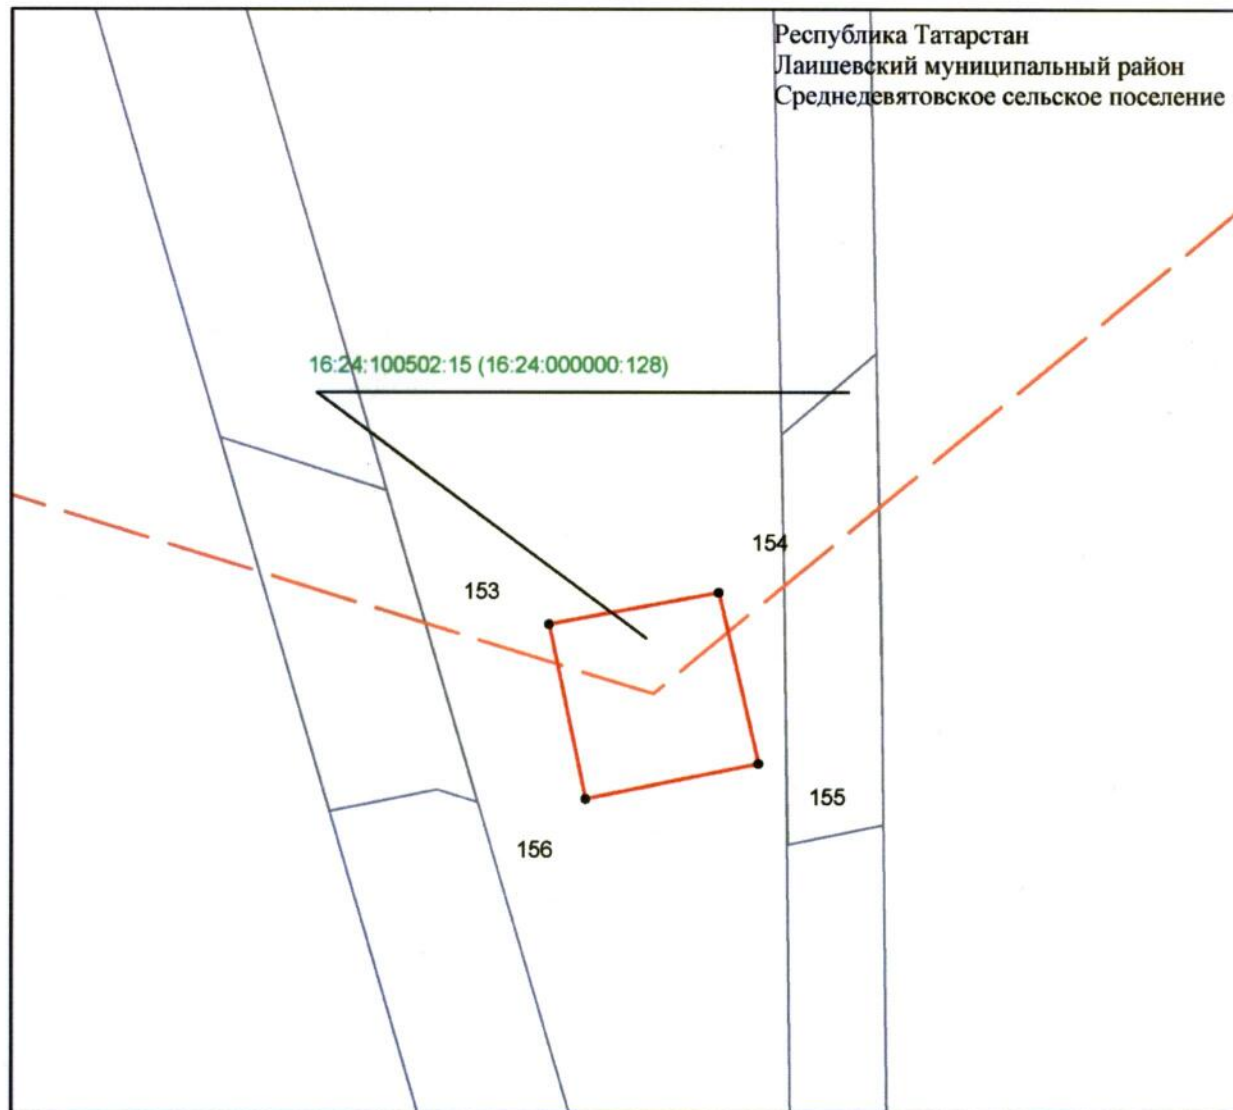 Республика Татарстан
Лаишевский муниципальный район
Среднедевятовское сельское поселение
16:24:100502:15 (16:24:000000:128)
154
153
155
156